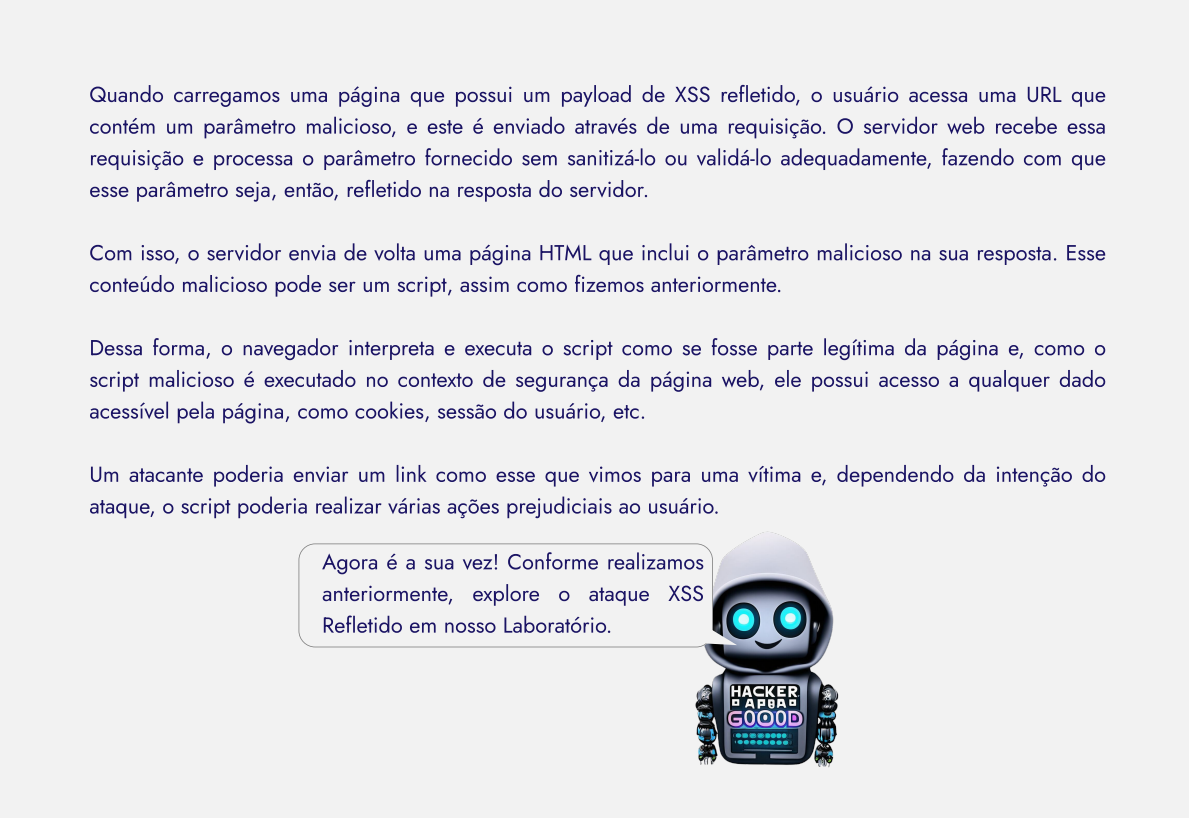 Quando carregamos uma página que possui um payload de XSS refletido, o usuário acessa uma URL que
contém um parâmetro malicioso, e este é enviado através de uma requisição. O servidor web recebe essa
requisição e processa o parâmetro fornecido sem sanitizá-lo ou validá-lo adequadamente, fazendo com que
esse parâmetro seja, então, refletido na resposta do servidor.
Com isso, o servidor envia de volta uma página HTML que inclui o parâmetro malicioso na sua resposta. Esse
conteúdo malicioso pode ser um script, assim como fizemos anteriormente.
Dessa forma, o navegador interpreta e executa o script como se fosse parte legítima da página e, como o
script malicioso é executado no contexto de segurança da página web, ele possui acesso a qualquer dado
acessível pela página, como cookies, sessão do usuário, etc.
Um atacante poderia enviar um link como esse que vimos para uma vítima e, dependendo da intenção do
ataque, o script poderia realizar várias ações prejudiciais ao usuário.
Agora é a sua vez! Conforme realizamos
anteriormente, explore o ataque XSS
Refletido em nosso Laboratório.
HACKER
GOOOD